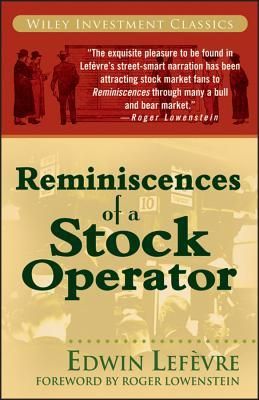 WILEY INVESTMENT CLASSICS
"The exquisite pleasure to be found in
Lefèvre's street-smart narration has been
attracting stock market fans to
Reminiscences through many a bull
and bear market."
—Roger Lowenstein
10
Reminiscences
of a
Stock
Operator
EDWIN LEFÈVRE
FOREWORD BY ROGER LOWENSTEIN